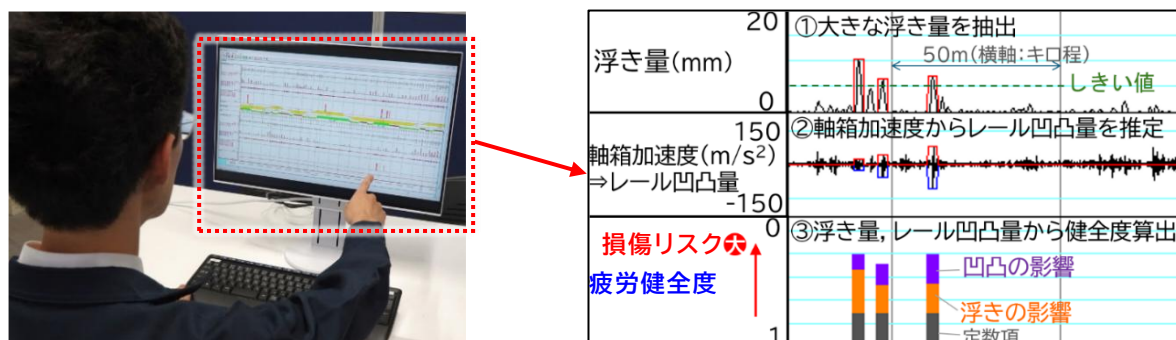 20
浮き量(mm)
0
①大きな浮き量を抽出
50m(横軸:キロ程)
しきい値
150
軸箱加速度(m/s²)
⇒レール凹凸量
-150
②軸箱加速度からレール凹凸量を推定
0
損傷リスク大
疲労健全度
1
③浮き量,レール凹凸量から健全度算出
凹凸の影響
浮きの影響
定数項